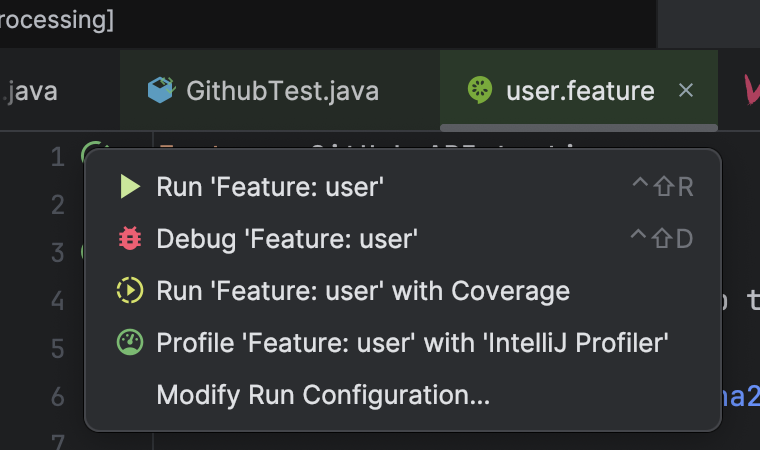 rocessing]
.java
GithubTest.java
user.feature
1
2
3
4
5
6
7
Run 'Feature: user' ^⇧R
Debug 'Feature: user' ^⇧D
Run 'Feature: user' with Coverage
Profile 'Feature: user' with 'IntelliJ Profiler'
Modify Run Configuration...